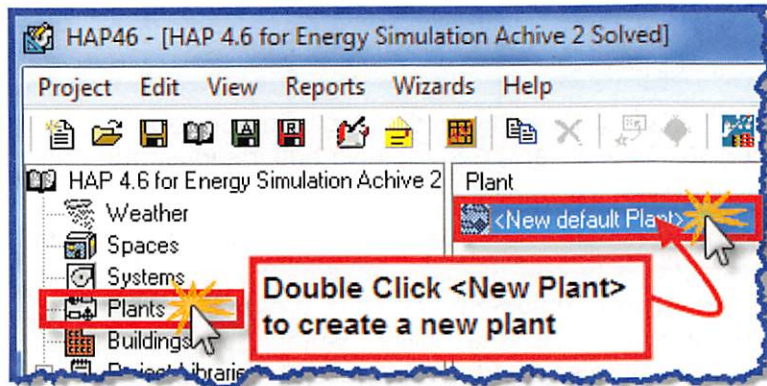 HAP46 - [HAP 4.6 for Energy Simulation Achive 2 Solved]
Project Edit View Reports Wizards Help
HAP 4.6 for Energy Simulation Achive 2
Plant
Weather
<New default Plant>
Spaces
Systems
Plants
Double Click <New Plant>
to create a new plant
Buildings
Project Librarie